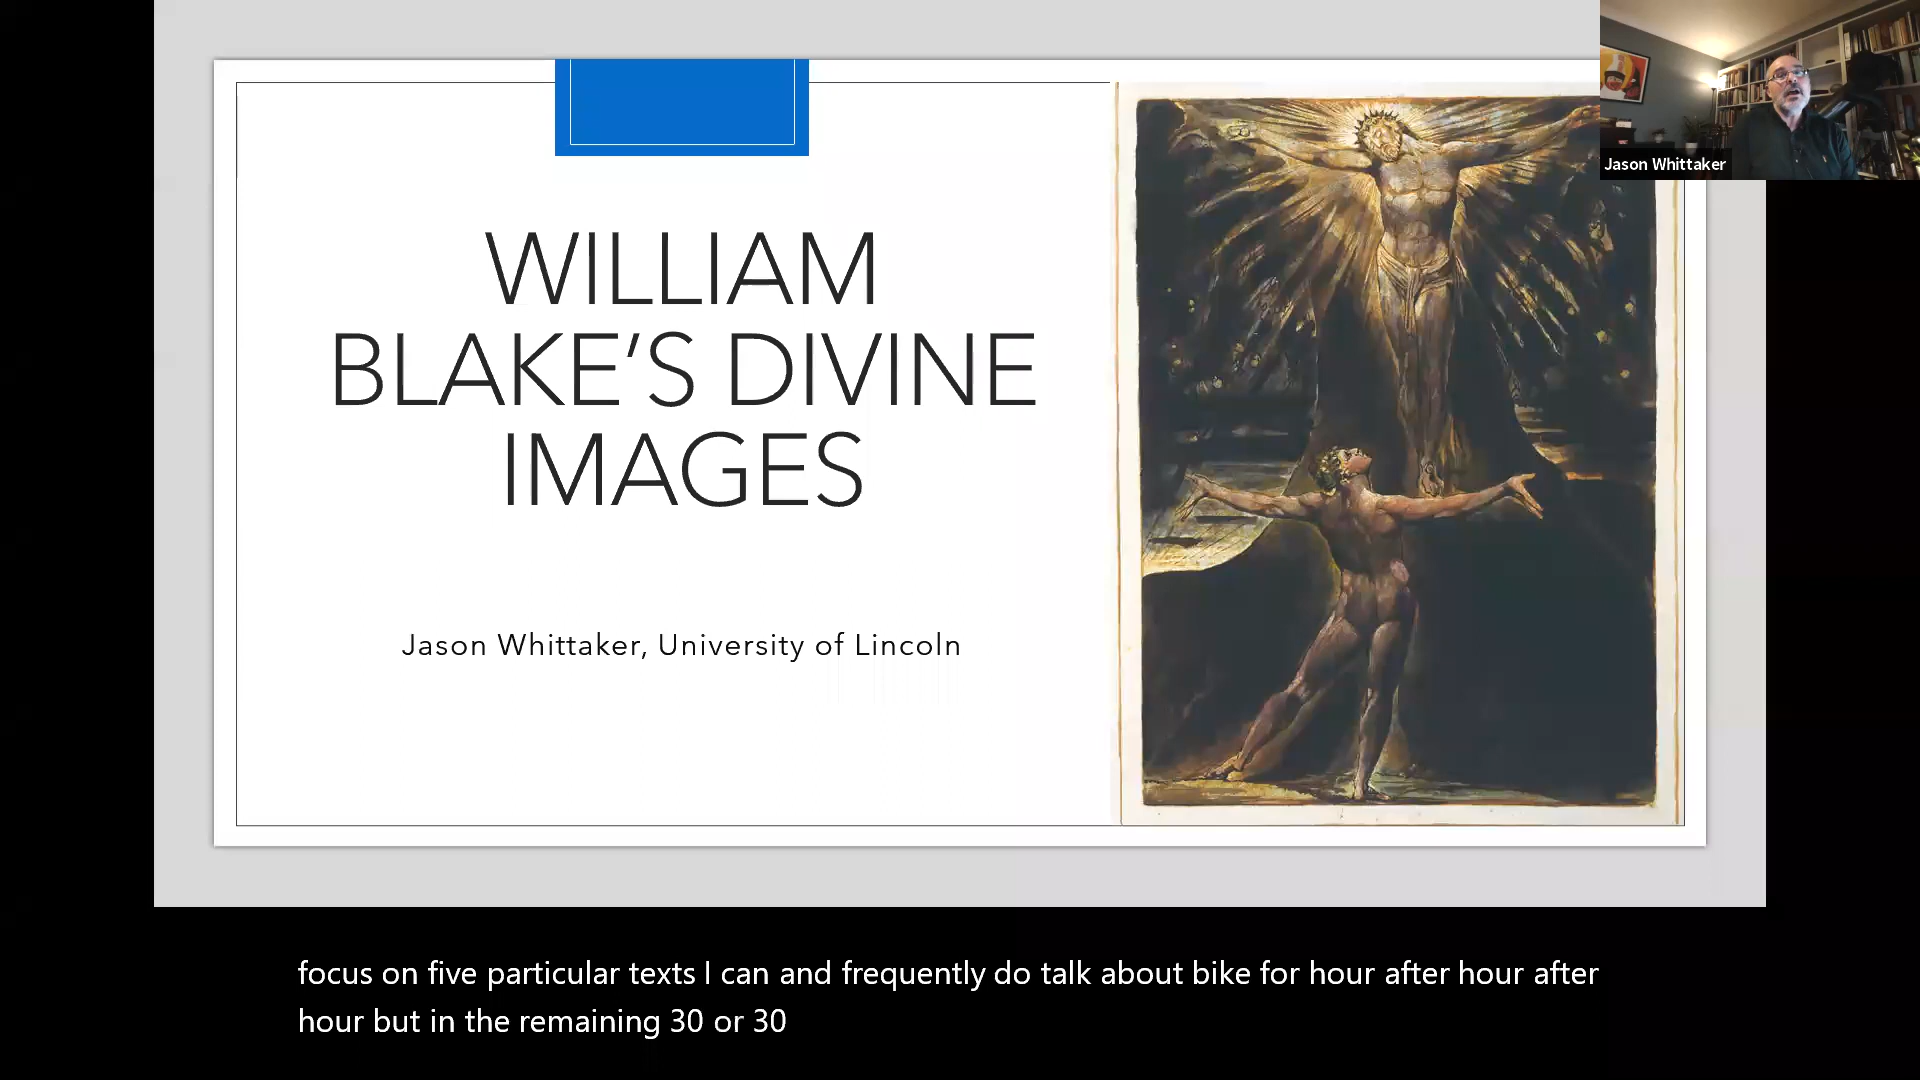 WILLIAM
BLAKE’S DIVINE
IMAGES
Jason Whittaker, University of Lincoln
Jason Whittaker
focus on five particular texts I can and frequently do talk about bike for hour after hour after
hour but in the remaining 30 or 30